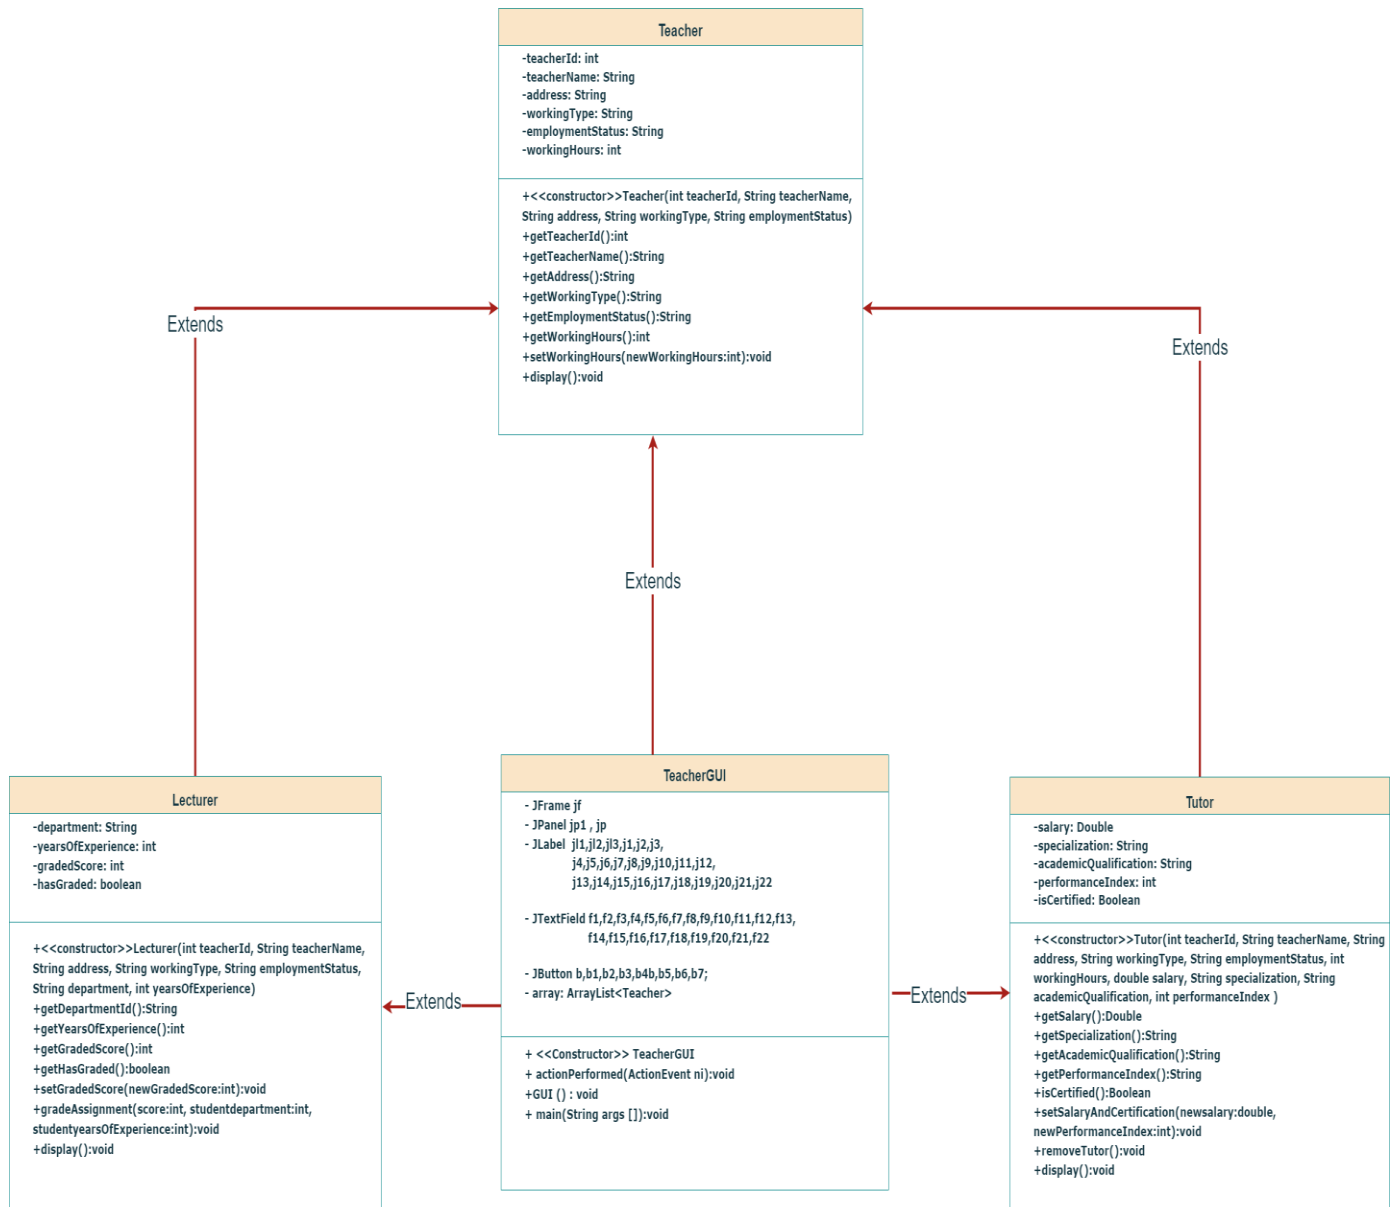 Teacher
-teacherId: int
-teacherName: String
-address: String
-workingType: String
-employmentStatus: String
-workingHours: int
+<<constructor>>Teacher(int teacherId, String teacherName,
String address, String workingType, String employmentStatus)
+getTeacherId():int
+getTeacherName():String
+getAddress():String
+getWorkingType():String
+getEmploymentStatus():String
+getWorkingHours():int
+setWorkingHours(newWorkingHours:int):void
+display():void
Extends
Extends
Extends
Lecturer
-department: String
-yearsOfExperience: int
-gradedScore: int
-hasGraded: boolean
+<<constructor>>Lecturer(int teacherId, String teacherName,
String address, String workingType, String employmentStatus,
String department, int yearsOfExperience)
+getDepartmentId():String
+getYearsOfExperience():int
+getGradedScore():int
+getHasGraded():boolean
+setGradedScore(newGradedScore:int):void
+gradeAssignment(score:int, studentdepartment:int,
studentyearsOfExperience:int):void
+display():void
Extends
TeacherGUI
- JFrame jf
- JPanel jp1 , jp
- JLabel jl1,jl2,jl3,j1,j2,j3,
j4,j5,j6,j7,j8,j9,j10,j11,j12,
j13,j14,j15,j16,j17,j18,j19,j20,j21,j22
- JTextField f1,f2,f3,f4,f5,f6,f7,f8,f9,f10,f11,f12,f13,
f14,f15,f16,f17,f18,f19,f20,f21,f22
- JButton b,b1,b2,b3,b4b,b5,b6,b7;
- array: ArrayList<Teacher>
+ <<Constructor>> TeacherGUI
+ actionPerformed(ActionEvent ni):void
+GUI () : void
+ main(String args []):void
Extends
Tutor
-salary: Double
-specialization: String
-academicQualification: String
-performanceIndex: int
-isCertified: Boolean
+<<constructor>>Tutor(int teacherId, String teacherName, String
address, String workingType, String employmentStatus, int
workingHours, double salary, String specialization, String
academicQualification, int performanceIndex )
+getSalary():Double
+getSpecialization():String
+getAcademicQualification():String
+getPerformanceIndex():String
+isCertified():Boolean
+setSalaryAndCertification(newsalary:double,
newPerformanceIndex:int):void
+removeTutor():void
+display():void